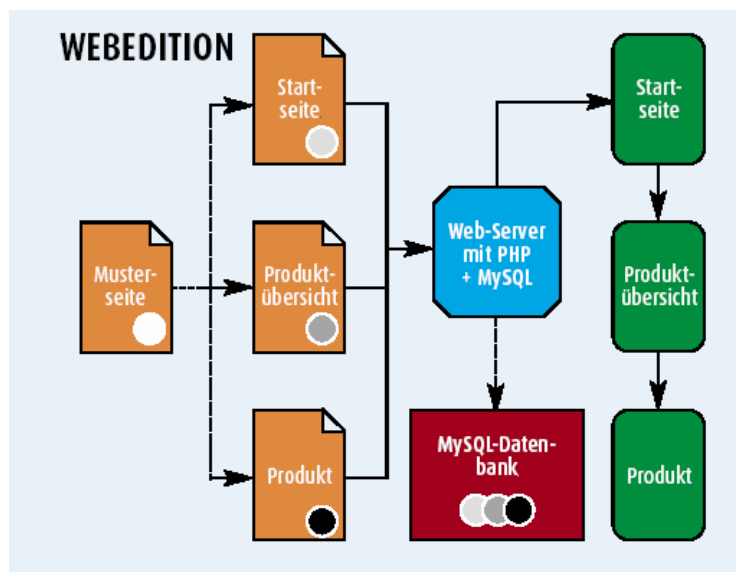 WEBEDITION
Start-
seite
Muster-
seite
Produkt-
übersicht
Produkt
Web-Server
mit PHP
+ MySQL
MySQL-Daten-
bank
Start-
seite
Produkt-
übersicht
Produkt